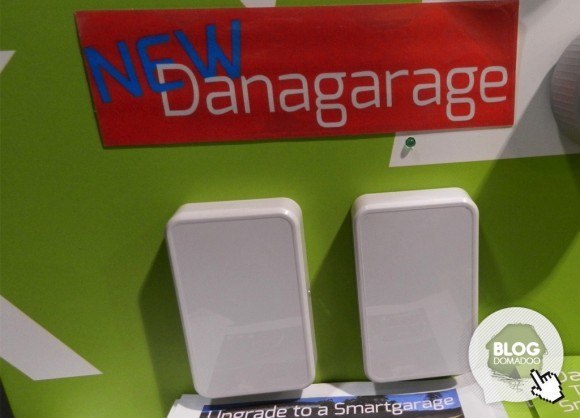 NEW
Danagarage
BLOG
DOMADOO
Upgrade to a Smartgarage